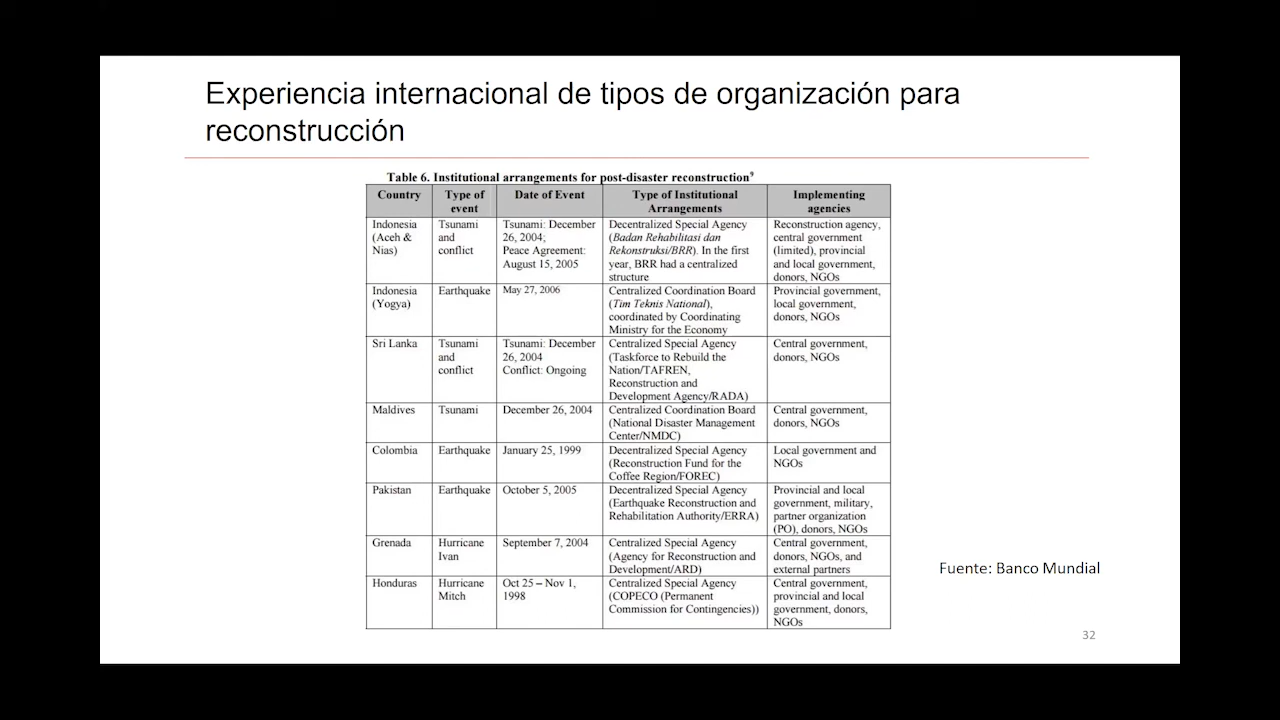 Experiencia internacional de tipos de organización para
reconstrucción
Table 6. Institutional arrangements for post-disaster reconstruction⁹
Country
Type of
event
Date of Event
Type of Institutional
Arrangements
Implementing
agencies
Indonesia
(Aceh &
Nias)
Tsunami
and
conflict
Tsunami: December
26, 2004;
Peace Agreement:
August 15, 2005
Decentralized Special Agency
(Badan Rehabilitasi dan
Rekonstruksi/BRR). In the first
year, BRR had a centralized
structure
Reconstruction agency,
central government
(limited), provincial
and local government,
donors, NGOs
Indonesia
(Yogya)
Earthquake
May 27, 2006
Centralized Coordination Board
(Tim Teknis National),
coordinated by Coordinating
Ministry for the Economy
Provincial government,
local government,
donors, NGOs
Sri Lanka
Tsunami
and
conflict
Tsunami: December
26, 2004
Conflict: Ongoing
Centralized Special Agency
(Taskforce to Rebuild the
Nation/TAFREN,
Reconstruction and
Development Agency/RADA)
Central government,
donors, NGOs
Maldives
Tsunami
December 26, 2004
Centralized Coordination Board
(National Disaster Management
Center/NMDC)
Central government,
donors, NGOs
Colombia
Earthquake
January 25, 1999
Decentralized Special Agency
(Reconstruction Fund for the
Coffee Region/FOREC)
Local government and
NGOs
Pakistan
Earthquake
October 5, 2005
Decentralized Special Agency
(Earthquake Reconstruction and
Rehabilitation Authority/ERRA)
Provincial and local
government, military,
partner organization
(PO), donors, NGOs
Grenada
Hurricane
Ivan
September 7, 2004
Centralized Special Agency
(Agency for Reconstruction and
Development/ARD)
Central government,
donors, NGOs, and
external partners
Honduras
Hurricane
Mitch
Oct 25 – Nov 1,
1998
Centralized Special Agency
(COPECO (Permanent
Commission for Contingencies))
Central government,
provincial and local
government, donors,
NGOs
Fuente: Banco Mundial
32